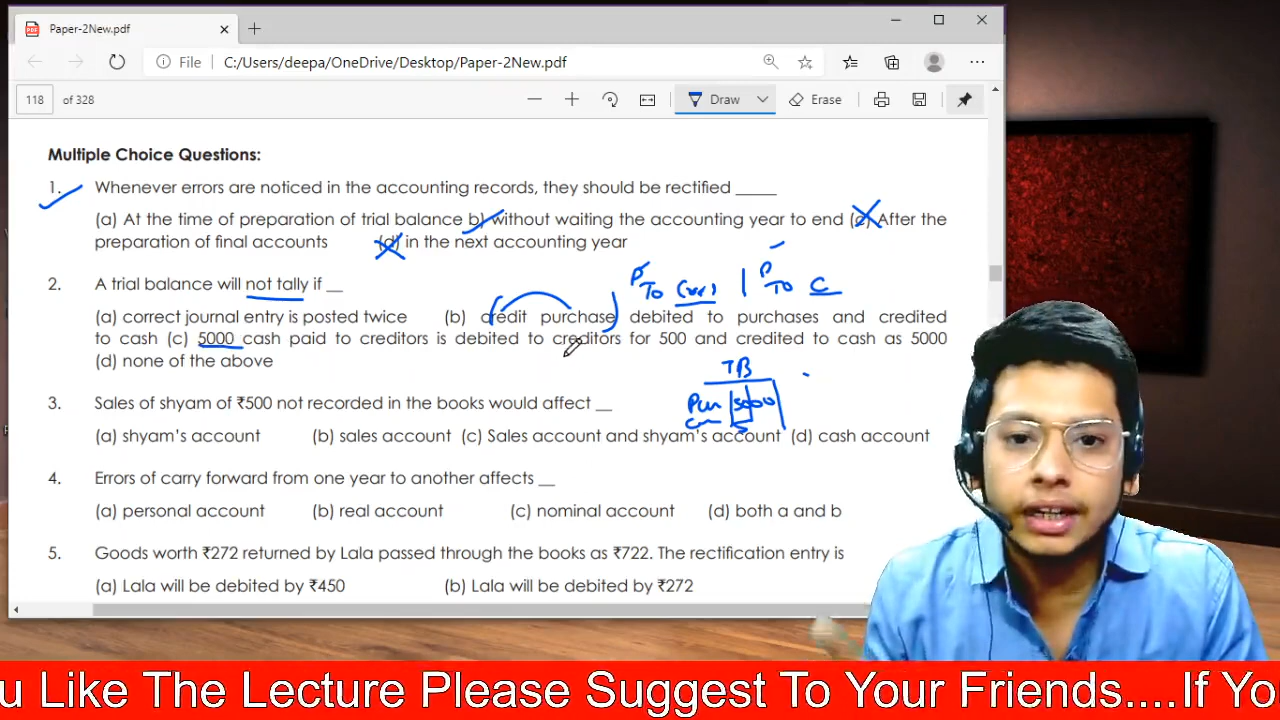 Paper-2New.pdf
File C:/Users/deepa/OneDrive/Desktop/Paper-2New.pdf
118 of 328 Draw Erase
Multiple Choice Questions:
1. Whenever errors are noticed in the accounting records, they should be rectified _____
(a) At the time of preparation of trial balance b) without waiting the accounting year to end (c) After the
preparation of final accounts (d) in the next accounting year
P P
To To C
2. A trial balance will not tally if __
(a) correct journal entry is posted twice (b) credit purchase debited to purchases and credited
to cash (c) 5000 cash paid to creditors is debited to creditors for 500 and credited to cash as 5000
(d) none of the above
TB
Pur 5000
3. Sales of shyam of ₹500 not recorded in the books would affect __
(a) shyam's account (b) sales account (c) Sales account and shyam's account (d) cash account
4. Errors of carry forward from one year to another affects __
(a) personal account (b) real account (c) nominal account (d) both a and b
5. Goods worth ₹272 returned by Lala passed through the books as ₹722. The rectification entry is
(a) Lala will be debited by ₹450 (b) Lala will be debited by ₹272
u Like The Lecture Please Suggest To Your Friends....If Yo